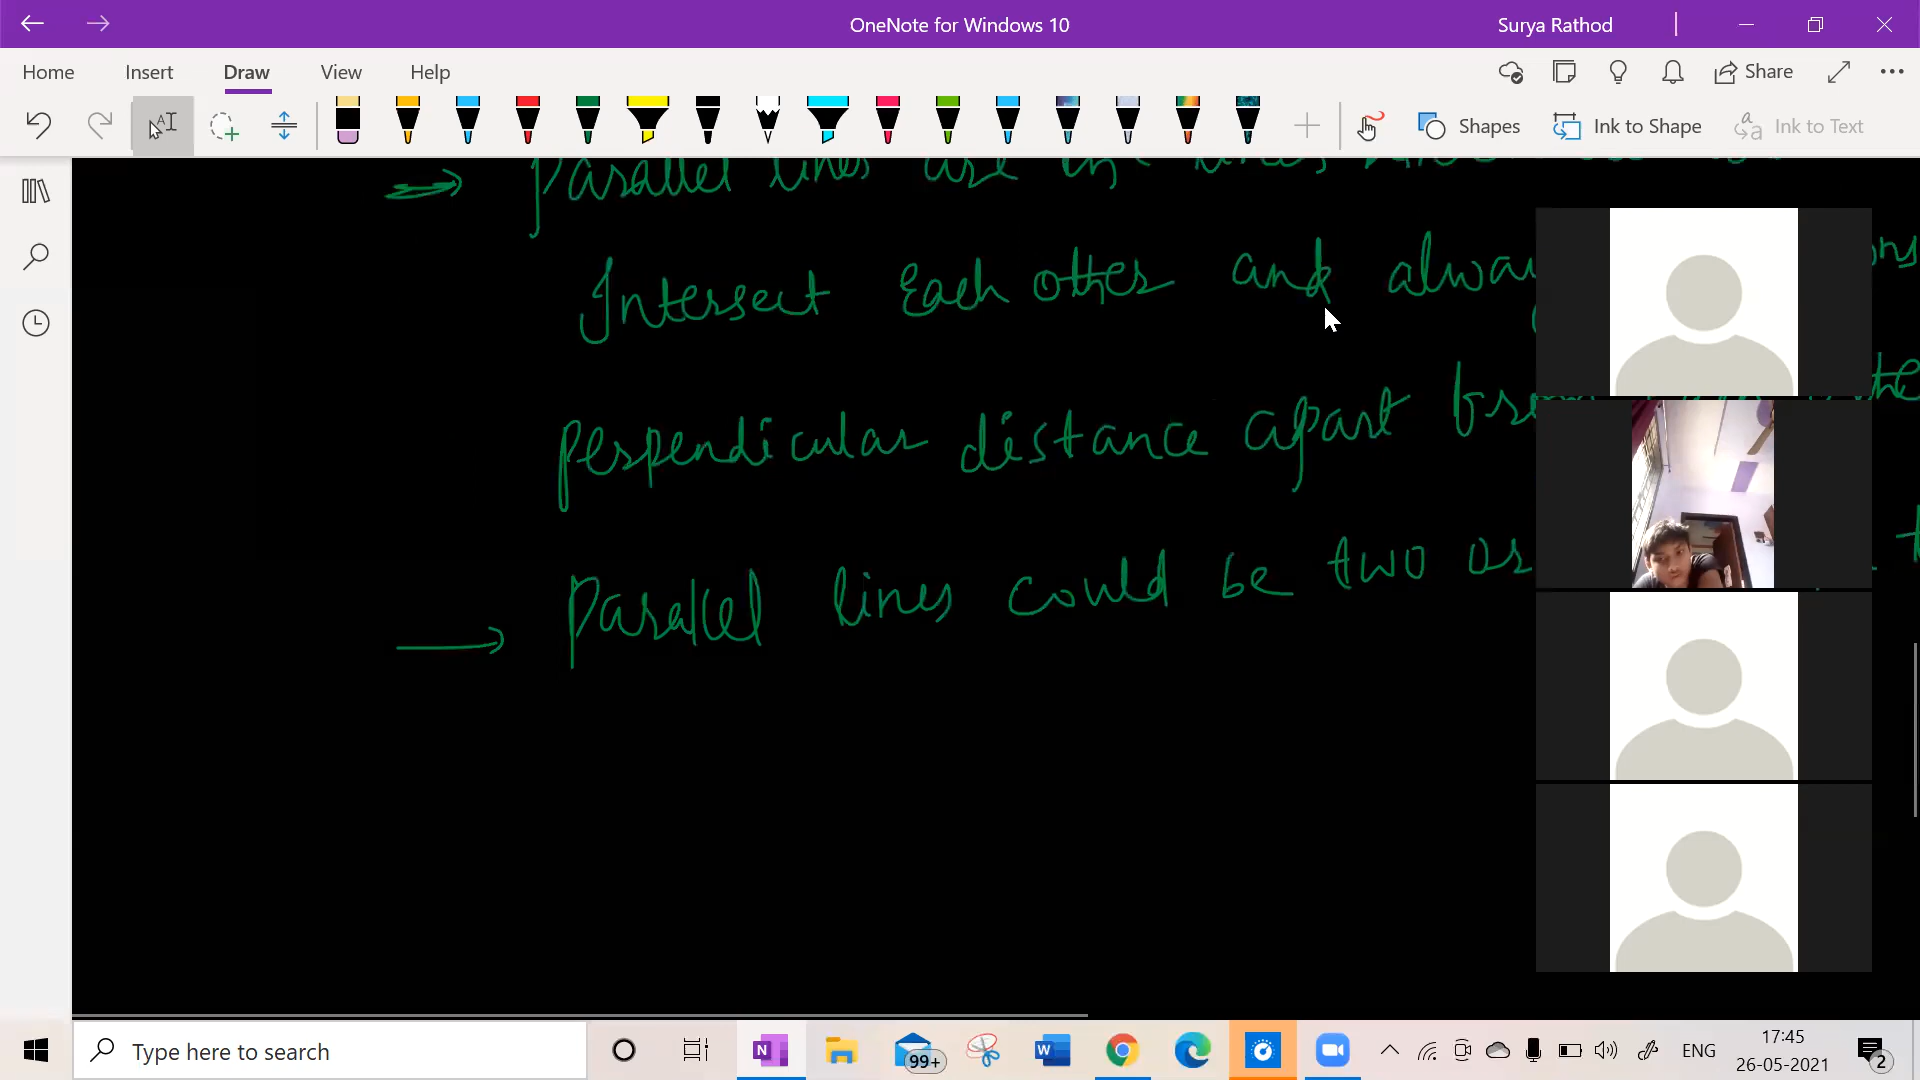 OneNote for Windows 10
Surya Rathod
Home Insert Draw View Help
Share
Shapes Ink to Shape Ink to Text
Parallel lines are
Intersect Each other and
perpendicular distance apart
Parallel lines could be two or
Type here to search
99+
ENG
17:45
26-05-2021
2